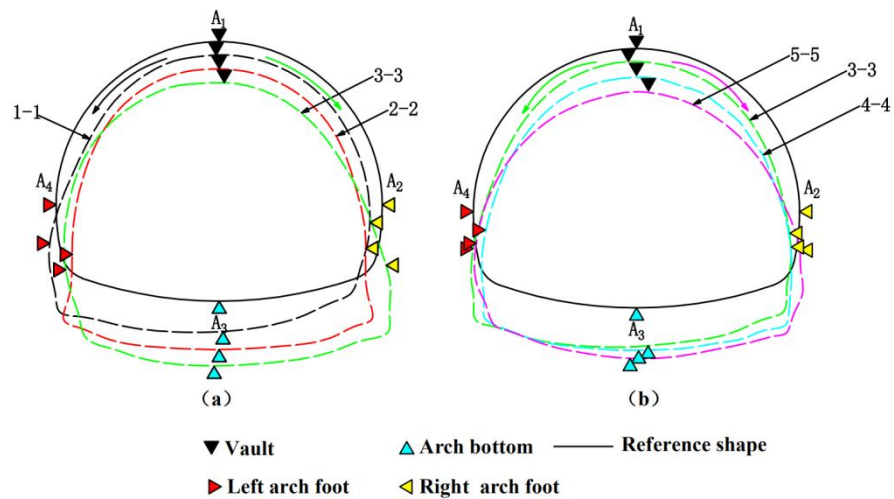 A1
A1
3-3
5-5
3-3
1-1
2-2
4-4
A4
A2
A4
A2
A3
A3
(a)
(b)
Vault
Arch bottom
Reference shape
Left arch foot
Right arch foot